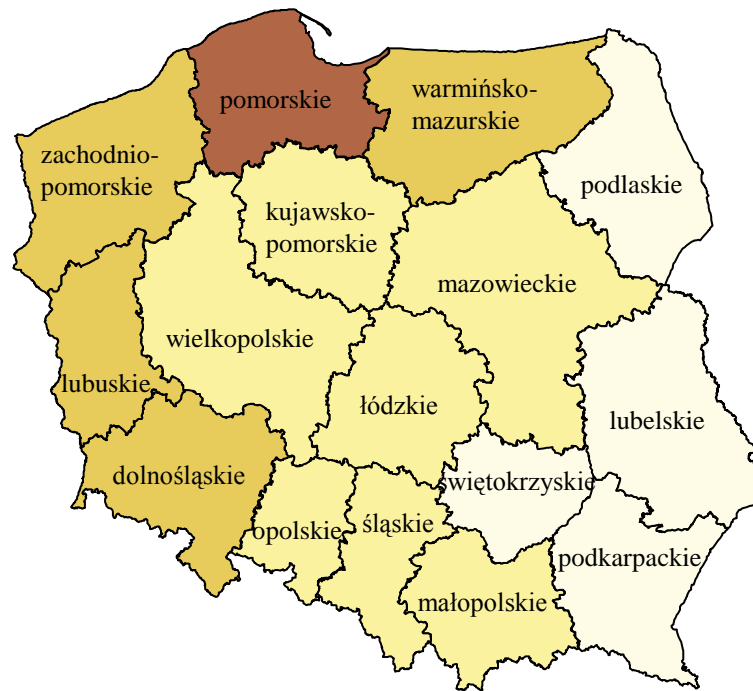 pomorskie
warmińsko-
mazurskie
zachodnio-
pomorskie
podlaskie
kujawsko-
pomorskie
mazowieckie
wielkopolskie
lubuskie
łódzkie
lubelskie
dolnośląskie
świętokrzyskie
opolskie
śląskie
podkarpackie
małopolskie